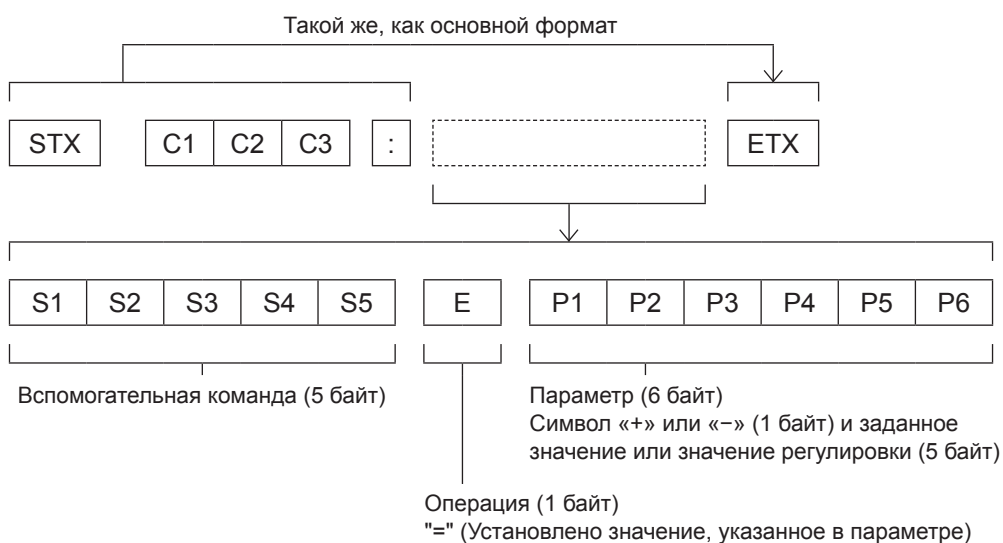 Такой же, как основной формат
STX C1 C2 C3 : ETX
S1 S2 S3 S4 S5 E P1 P2 P3 P4 P5 P6
Вспомогательная команда (5 байт)
Параметр (6 байт)
Символ «+» или «−» (1 байт) и заданное
значение или значение регулировки (5 байт)
Операция (1 байт)
"=" (Установлено значение, указанное в параметре)